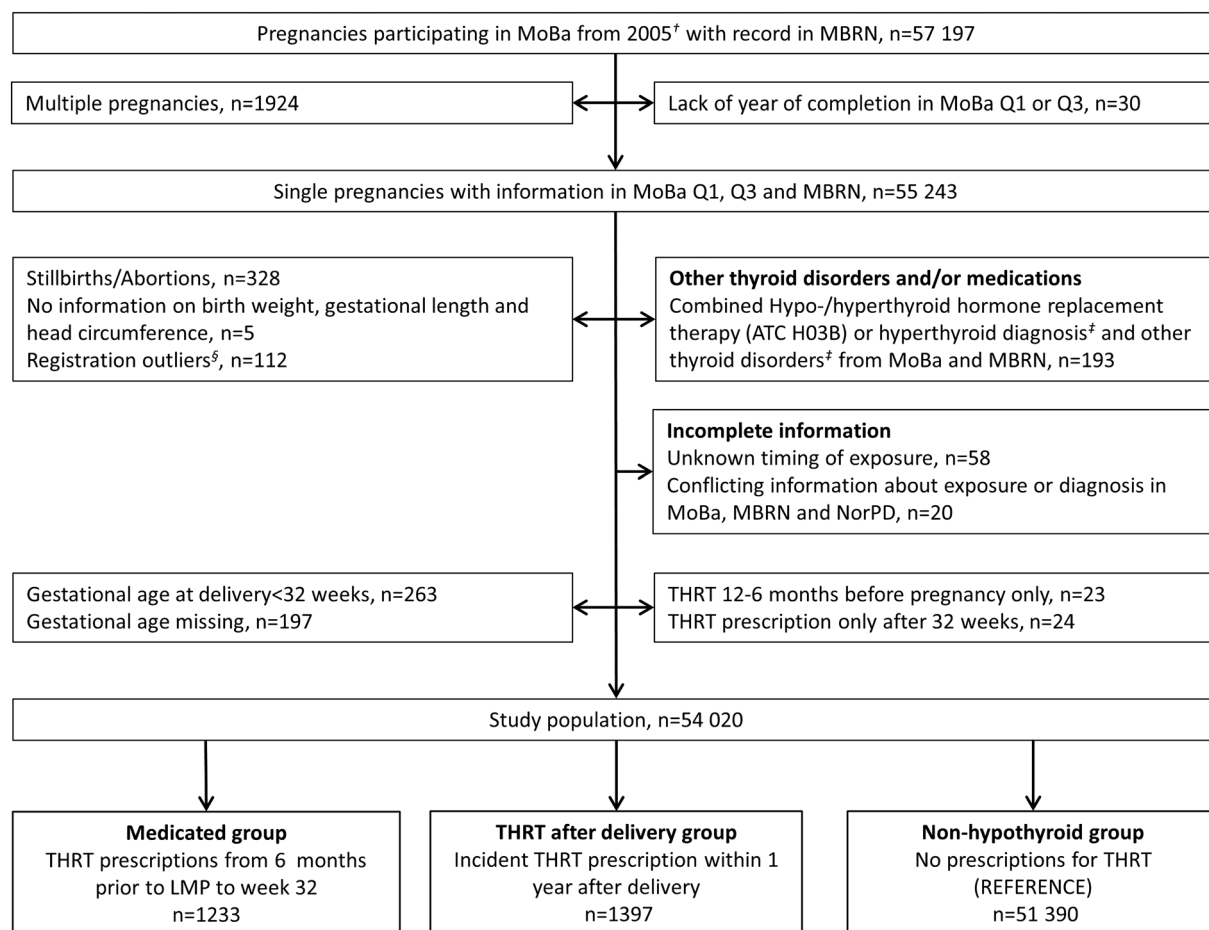 Pregnancies participating in MoBa from 2005† with record in MBRN, n=57 197
Multiple pregnancies, n=1924
Lack of year of completion in MoBa Q1 or Q3, n=30
Single pregnancies with information in MoBa Q1, Q3 and MBRN, n=55 243
Stillbirths/Abortions, n=328
No information on birth weight, gestational length and
head circumference, n=5
Registration outliers§, n=112
Other thyroid disorders and/or medications
Combined Hypo-/hyperthyroid hormone replacement
therapy (ATC H03B) or hyperthyroid diagnosis‡ and other
thyroid disorders‡ from MoBa and MBRN, n=193
Incomplete information
Unknown timing of exposure, n=58
Conflicting information about exposure or diagnosis in
MoBa, MBRN and NorPD, n=20
Gestational age at delivery<32 weeks, n=263
Gestational age missing, n=197
THRT 12-6 months before pregnancy only, n=23
THRT prescription only after 32 weeks, n=24
Study population, n=54 020
Medicated group
THRT prescriptions from 6 months
prior to LMP to week 32
n=1233
THRT after delivery group
Incident THRT prescription within 1
year after delivery
n=1397
Non-hypothyroid group
No prescriptions for THRT
(REFERENCE)
n=51 390